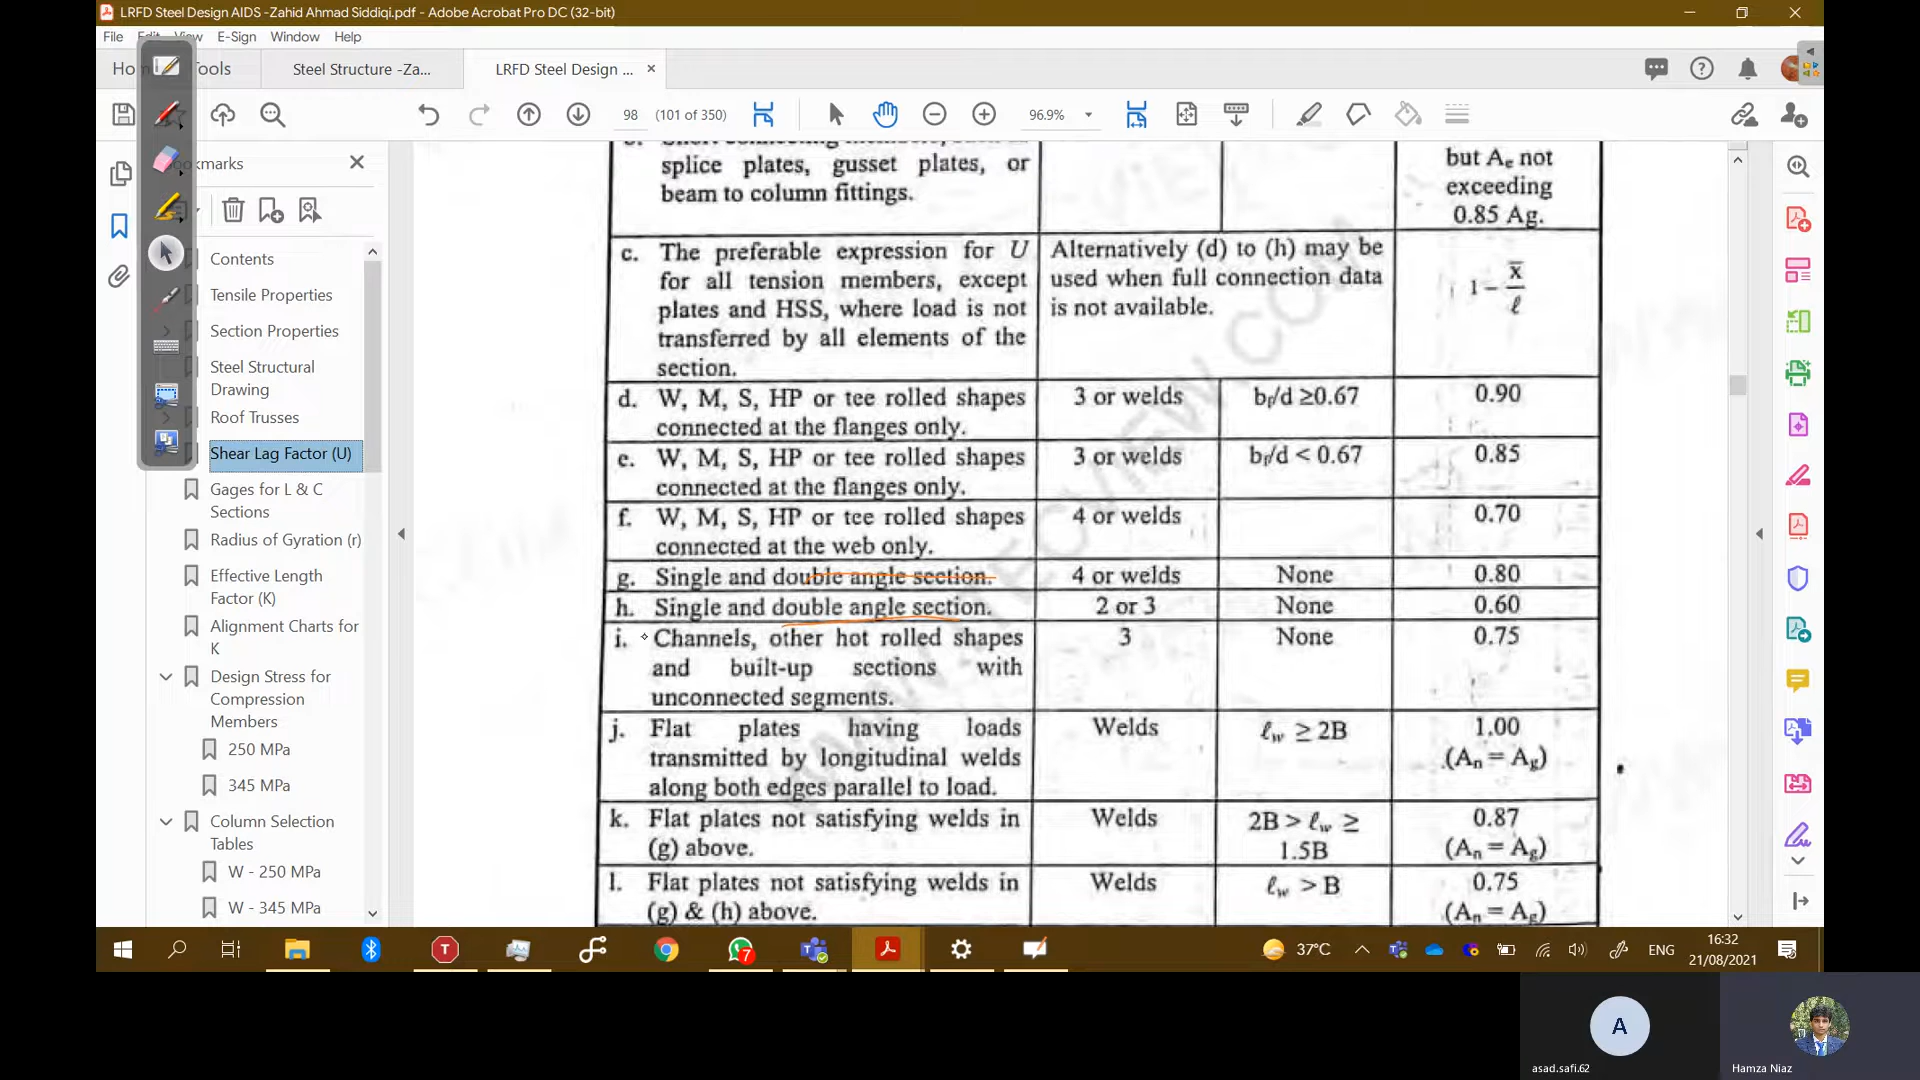 LRFD Steel Design AIDS -Zahid Ahmad Siddiqi.pdf - Adobe Acrobat Pro DC (32-bit)
File Edit View E-Sign Window Help
Tools
Steel Structure -Za...
LRFD Steel Design ...
98 (101 of 350)
96.9%
Contents
Tensile Properties
Section Properties
Steel Structural
Drawing
Roof Trusses
Shear Lag Factor (U)
Gages for L & C
Sections
Radius of Gyration (r)
Effective Length
Factor (K)
Alignment Charts for
K
Design Stress for
Compression
Members
250 MPa
345 MPa
Column Selection
Tables
W - 250 MPa
W - 345 MPa
splice plates, gusset plates, or
beam to column fittings.
but Ae not
exceeding
0.85 Ag.
c. The preferable expression for U
for all tension members, except
plates and HSS, where load is not
transferred by all elements of the
section.
Alternatively (d) to (h) may be
used when full connection data
is not available.
1 - x̄/ℓ
d. W, M, S, HP or tee rolled shapes
connected at the flanges only.
3 or welds
bf/d ≥0.67
0.90
e. W, M, S, HP or tee rolled shapes
connected at the flanges only.
3 or welds
bf/d < 0.67
0.85
f. W, M, S, HP or tee rolled shapes
connected at the web only.
4 or welds
0.70
g. Single and double angle section.
4 or welds
None
0.80
h. Single and double angle section.
2 or 3
None
0.60
i. Channels, other hot rolled shapes
and built-up sections with
unconnected segments.
3
None
0.75
j. Flat plates having loads
transmitted by longitudinal welds
along both edges parallel to load.
Welds
ℓw ≥ 2B
1.00
(An = Ag)
k. Flat plates not satisfying welds in
(g) above.
Welds
2B > ℓw ≥
1.5B
0.87
(An = Ag)
l. Flat plates not satisfying welds in
(g) & (h) above.
Welds
ℓw > B
0.75
(An = Ag)
7
37°C
ENG
16:32
21/08/2021
A
asad.safi.62
Hamza Niaz